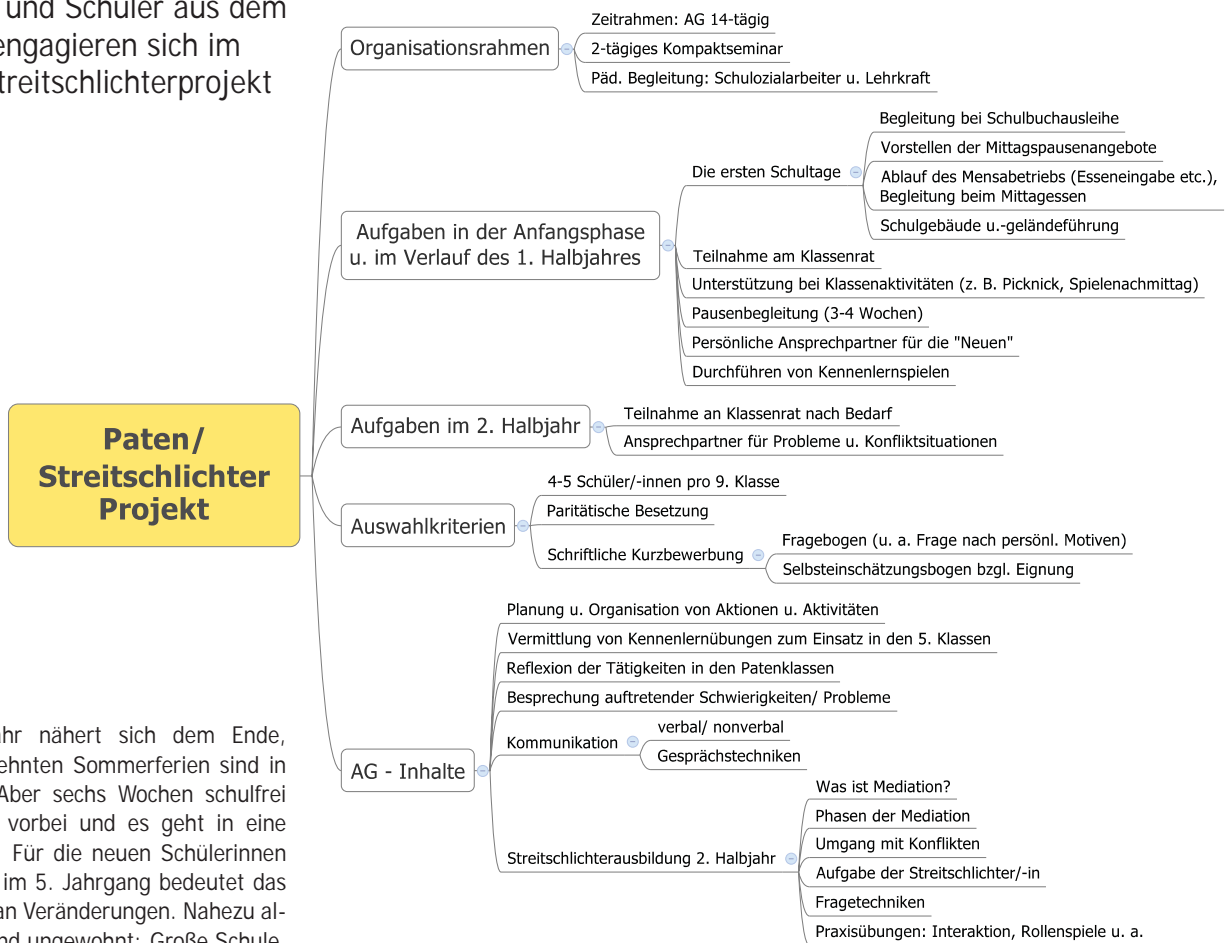 und Schüler aus dem
engagieren sich im
Streitschlichterprojekt
Paten/
Streitschlichter
Projekt
Organisationsrahmen
Zeitrahmen: AG 14-tägig
2-tägiges Kompaktseminar
Päd. Begleitung: Schulozialarbeiter u. Lehrkraft
Aufgaben in der Anfangsphase
u. im Verlauf des 1. Halbjahres
Die ersten Schultage
Begleitung bei Schulbuchausleihe
Vorstellen der Mittagspausenangebote
Ablauf des Mensabetriebs (Esseneingabe etc.),
Begleitung beim Mittagessen
Schulgebäude u.-geländeführung
Teilnahme am Klassenrat
Unterstützung bei Klassenaktivitäten (z. B. Picknick, Spielenachmittag)
Pausenbegleitung (3-4 Wochen)
Persönliche Ansprechpartner für die "Neuen"
Durchführen von Kennenlernspielen
Aufgaben im 2. Halbjahr
Teilnahme an Klassenrat nach Bedarf
Ansprechpartner für Probleme u. Konfliktsituationen
Auswahlkriterien
4-5 Schüler/-innen pro 9. Klasse
Paritätische Besetzung
Schriftliche Kurzbewerbung
Fragebogen (u. a. Frage nach persönl. Motiven)
Selbsteinschätzungsbogen bzgl. Eignung
AG - Inhalte
Planung u. Organisation von Aktionen u. Aktivitäten
Vermittlung von Kennenlernübungen zum Einsatz in den 5. Klassen
Reflexion der Tätigkeiten in den Patenklassen
Besprechung auftretender Schwierigkeiten/ Probleme
Kommunikation
verbal/ nonverbal
Gesprächstechniken
Streitschlichterausbildung 2. Halbjahr
Was ist Mediation?
Phasen der Mediation
Umgang mit Konflikten
Aufgabe der Streitschlichter/-in
Fragetechniken
Praxisübungen: Interaktion, Rollenspiele u. a.
hr nähert sich dem Ende,
ehnten Sommerferien sind in
Aber sechs Wochen schulfrei
vorbei und es geht in eine
Für die neuen Schülerinnen
im 5. Jahrgang bedeutet das
an Veränderungen. Nahezu al-
nd ungewohnt: Große Schule,